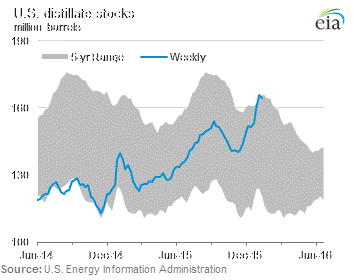 U.S. distillate stocks
million barrels
eia
190
5-yr Range
Weekly
160
130
100
Jun-14
Dec-14
Jun-15
Dec-15
Jun-16
Source: U.S. Energy Information Administration